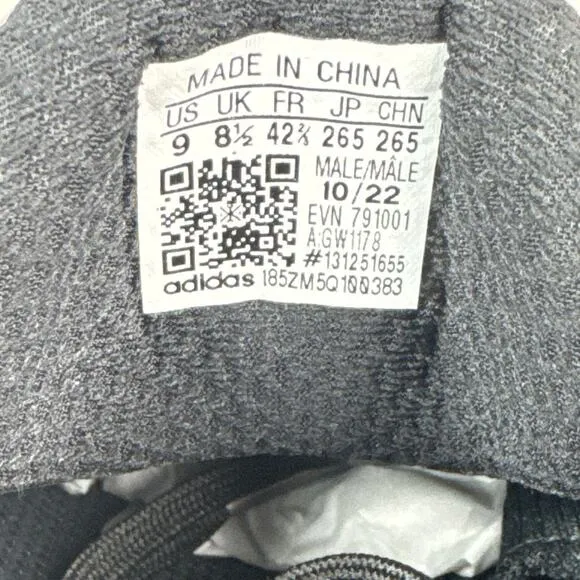 MADE IN CHINA
US UK FR JP CHN
9 8½ 42⅔ 265 265
MALE/MÂLE
10/22
EVN 791001
A:GW1178
#131251655
adidas 185ZM5Q100383